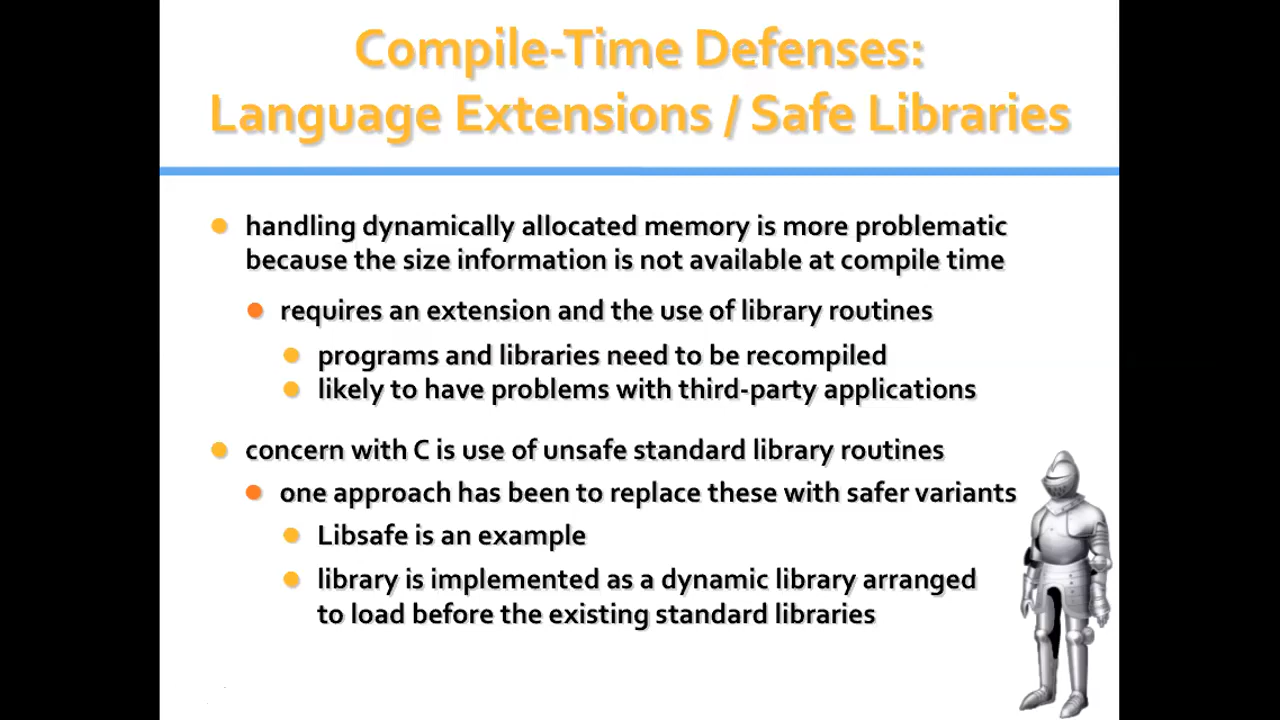 Compile-Time Defenses:
Language Extensions / Safe Libraries
handling dynamically allocated memory is more problematic
because the size information is not available at compile time
requires an extension and the use of library routines
programs and libraries need to be recompiled
likely to have problems with third-party applications
concern with C is use of unsafe standard library routines
one approach has been to replace these with safer variants
Libsafe is an example
library is implemented as a dynamic library arranged
to load before the existing standard libraries